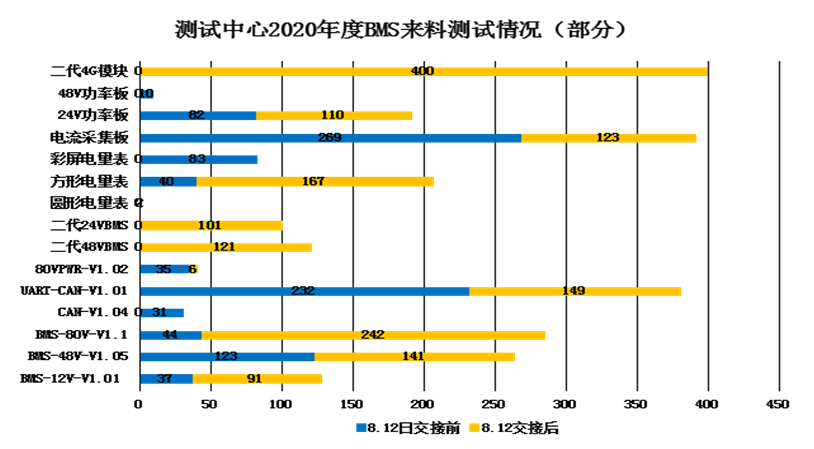 测试中心2020年度BMS来料测试情况（部分）
二代4G模块 0 400
48V功率板 0 10
24V功率板 82 110
电流采集板 269 123
彩屏电量表 0 83
方形电量表 40 167
圆形电量表
二代24VBMS 0 101
二代48VBMS 0 121
80VPWR-V1.02 35 6
UART-CAN-V1.01 232 149
CAN-V1.04 0 31
BMS-80V-V1.1 44 242
BMS-48V-V1.05 123 141
BMS-12V-V1.01 37 91
0 50 100 150 200 250 300 350 400 450
8.12日交接前 8.12交接后